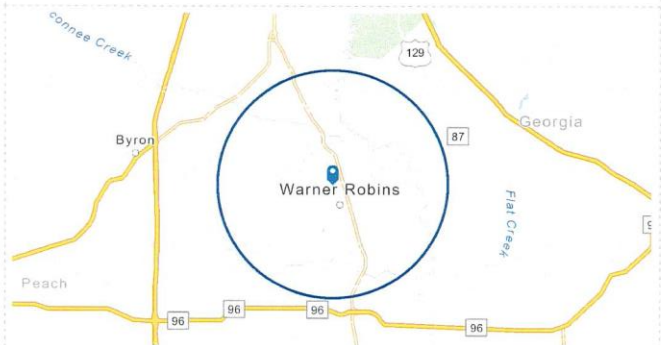 connee Creek
129
Georgia
Byron
87
Warner Robins
Flat Creek
Peach
96
96
96
96